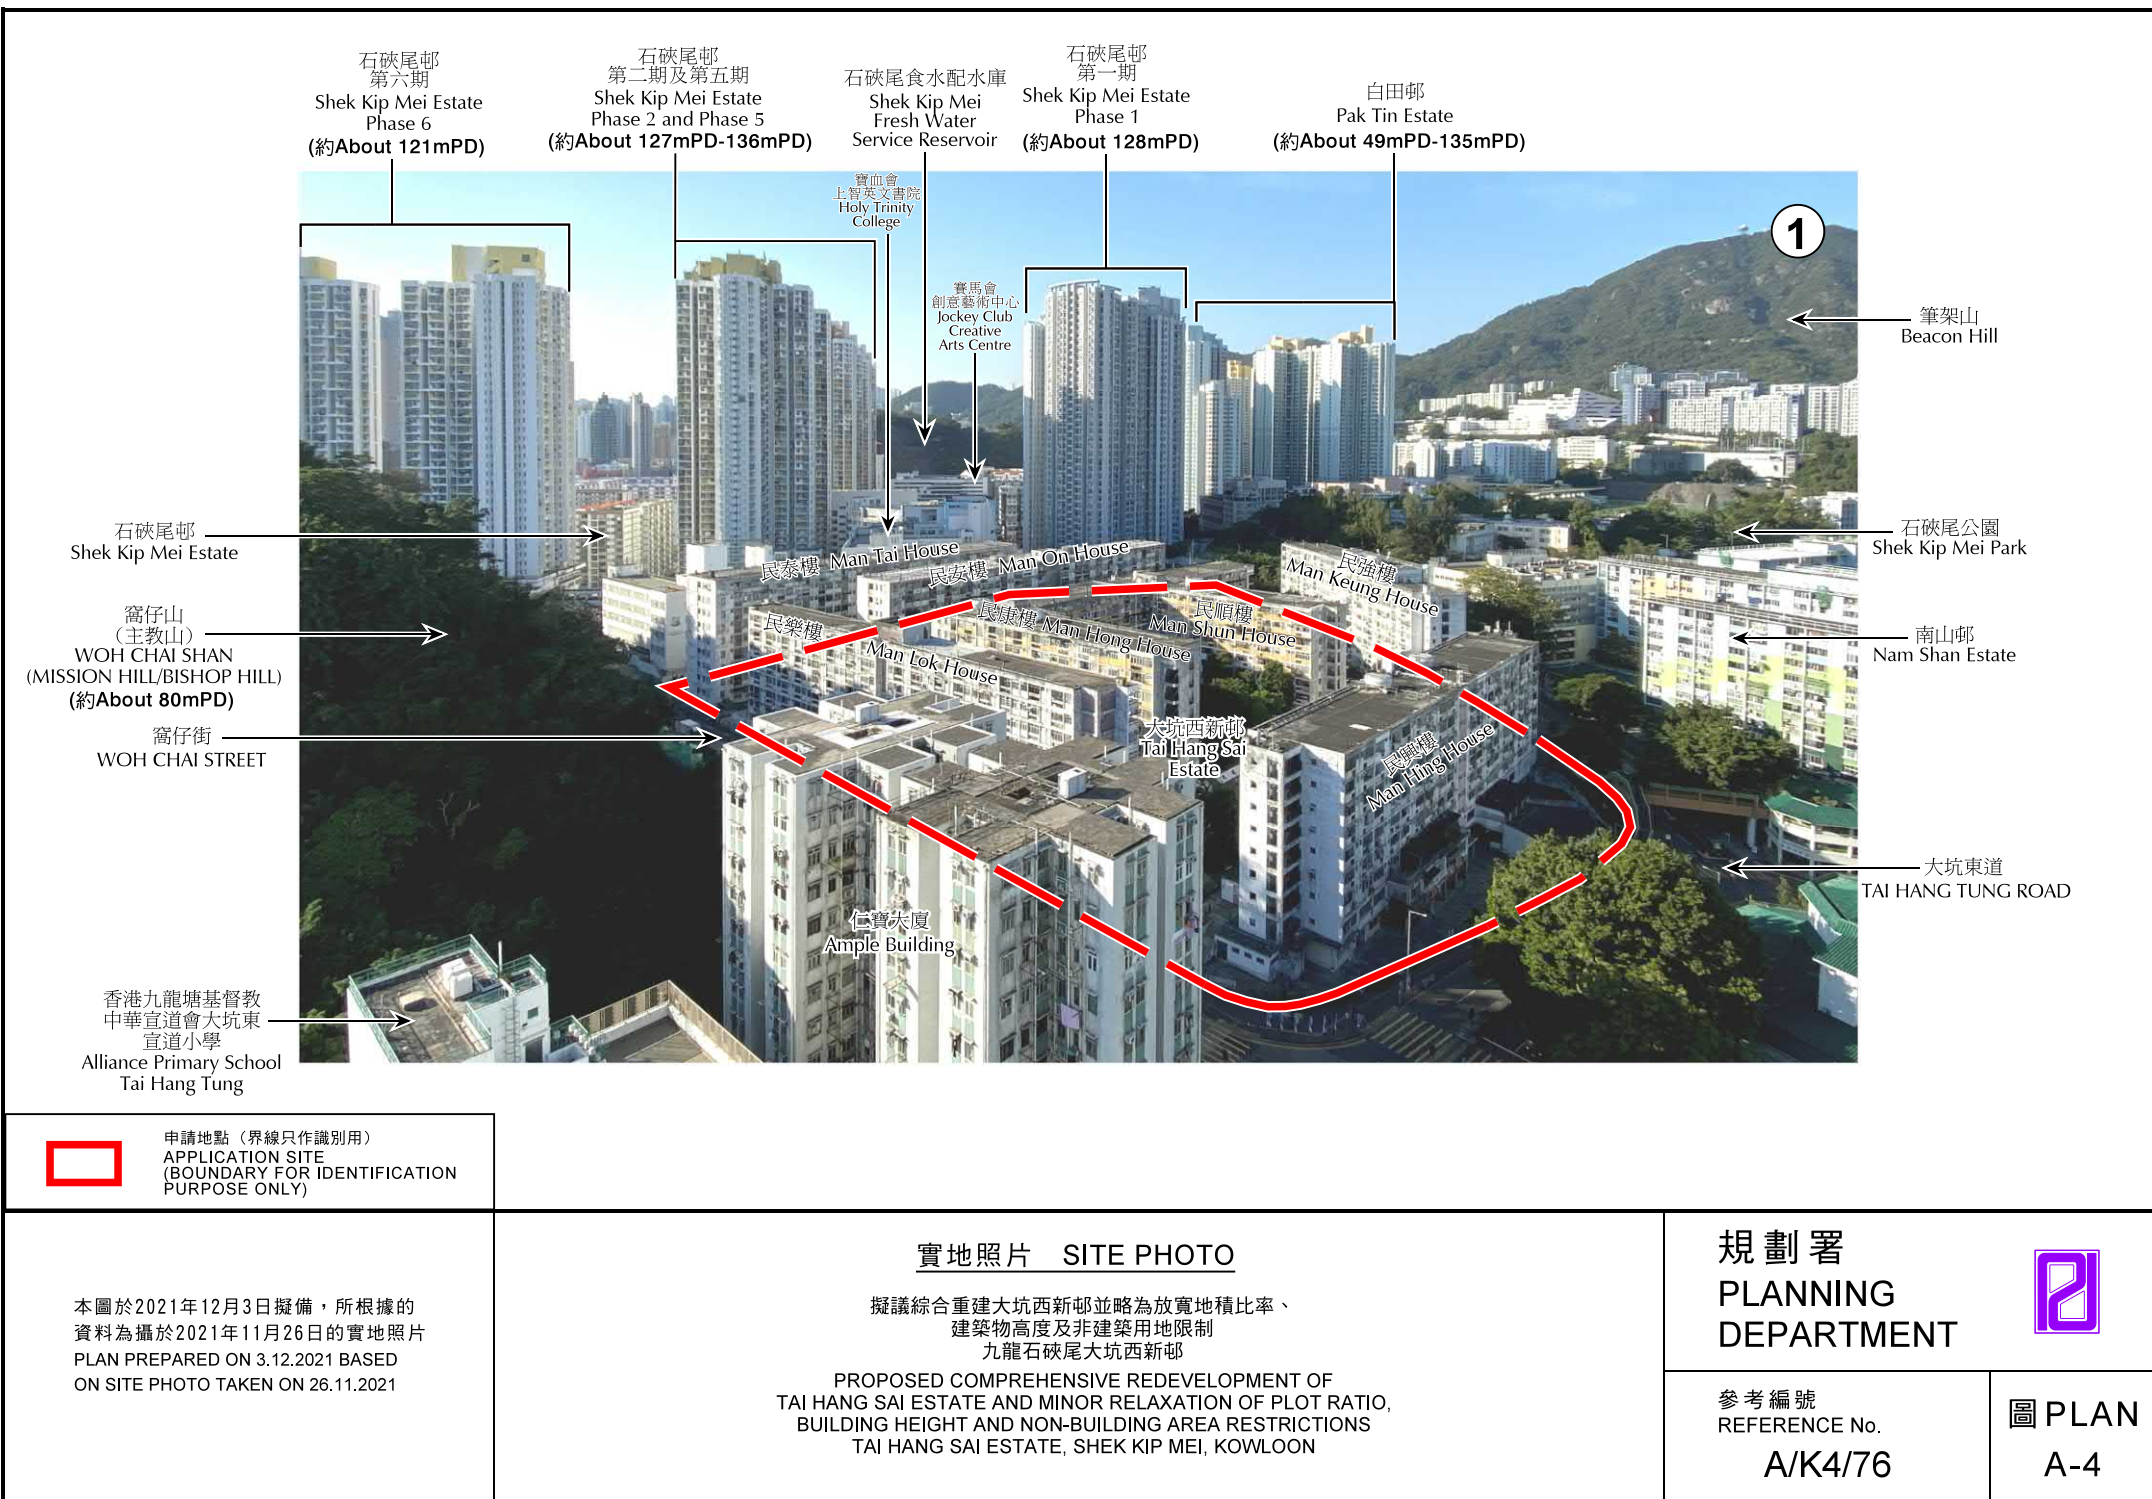 石硤尾邨
第六期
Shek Kip Mei Estate
Phase 6
(約About 121mPD)
石硤尾邨
第二期及第五期
Shek Kip Mei Estate
Phase 2 and Phase 5
(約About 127mPD-136mPD)
石硤尾食水配水庫
Shek Kip Mei
Fresh Water
Service Reservoir
石硤尾邨
第一期
Shek Kip Mei Estate
Phase 1
(約About 128mPD)
白田邨
Pak Tin Estate
(約About 49mPD-135mPD)
寶血會
上智英文書院
Holy Trinity
College
賽馬會
創意藝術中心
Jockey Club
Creative
Arts Centre
1
筆架山
Beacon Hill
石硤尾邨
Shek Kip Mei Estate
石硤尾公園
Shek Kip Mei Park
民泰樓 Man Tai House
民安樓 Man On House
民強樓
Man Keung House
窩仔山
（主教山）
WOH CHAI SHAN
(MISSION HILL/BISHOP HILL)
(約About 80mPD)
民樂樓
Man Lok House
民康樓 Man Hong House
民順樓
Man Shun House
南山邨
Nam Shan Estate
窩仔街
WOH CHAI STREET
大坑西新邨
Tai Hang Sai
Estate
民興樓
Man Hing House
大坑東道
TAI HANG TUNG ROAD
仁寶大廈
Ample Building
香港九龍塘基督教
中華宣道會大坑東
宣道小學
Alliance Primary School
Tai Hang Tung
申請地點（界線只作識別用）
APPLICATION SITE
(BOUNDARY FOR IDENTIFICATION
PURPOSE ONLY)
本圖於2021年12月3日擬備，所根據的
資料為攝於2021年11月26日的實地照片
PLAN PREPARED ON 3.12.2021 BASED
ON SITE PHOTO TAKEN ON 26.11.2021
實地照片 SITE PHOTO
擬議綜合重建大坑西新邨並略為放寬地積比率、
建築物高度及非建築用地限制
九龍石硤尾大坑西新邨
PROPOSED COMPREHENSIVE REDEVELOPMENT OF
TAI HANG SAI ESTATE AND MINOR RELAXATION OF PLOT RATIO,
BUILDING HEIGHT AND NON-BUILDING AREA RESTRICTIONS
TAI HANG SAI ESTATE, SHEK KIP MEI, KOWLOON
規劃署
PLANNING
DEPARTMENT
參考編號
REFERENCE No.
A/K4/76
圖PLAN
A-4